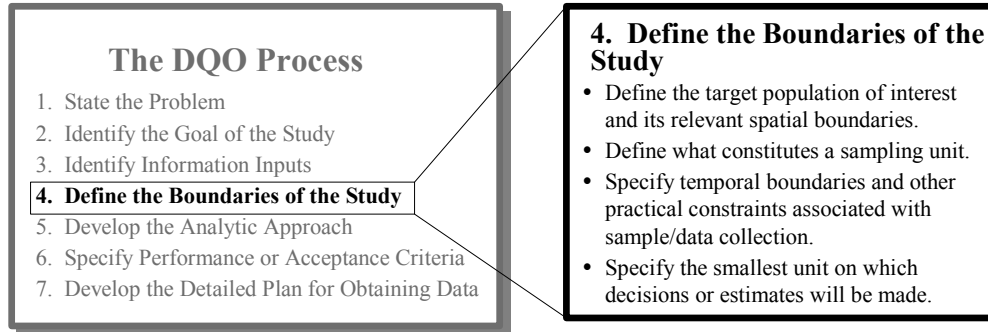 The DQO Process
1. State the Problem
2. Identify the Goal of the Study
3. Identify Information Inputs
4. Define the Boundaries of the Study
5. Develop the Analytic Approach
6. Specify Performance or Acceptance Criteria
7. Develop the Detailed Plan for Obtaining Data
4. Define the Boundaries of the
Study
• Define the target population of interest
and its relevant spatial boundaries.
• Define what constitutes a sampling unit.
• Specify temporal boundaries and other
practical constraints associated with
sample/data collection.
• Specify the smallest unit on which
decisions or estimates will be made.